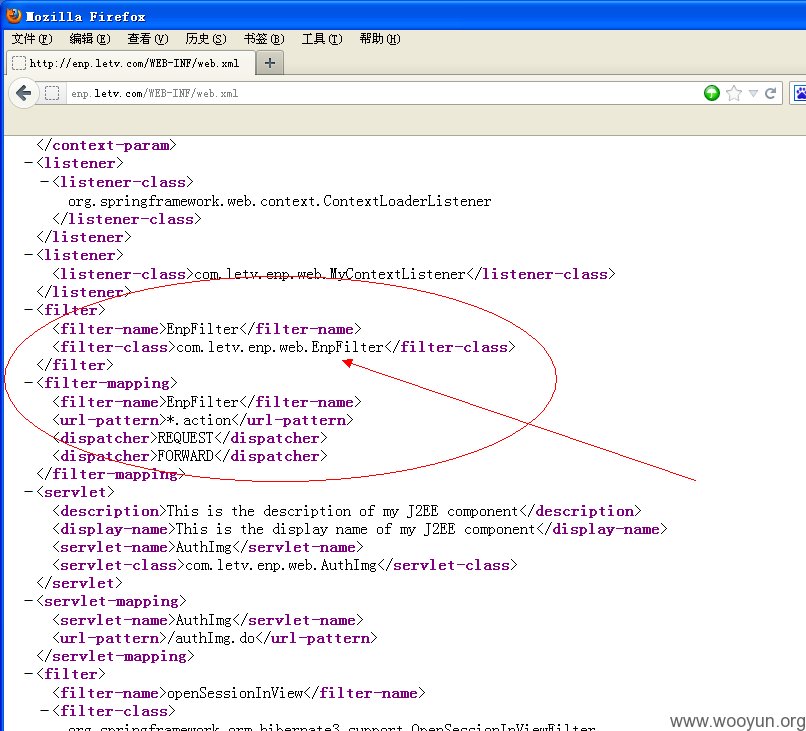 Mozilla Firefox
文件(F) 编辑(E) 查看(V) 历史(S) 书签(B) 工具(T) 帮助(H)
http://enp.letv.com/WEB-INF/web.xml +
enp.letv.com/WEB-INF/web.xml
</context-param>
−<listener>
−<listener-class>
org.springframework.web.context.ContextLoaderListener
</listener-class>
</listener>
−<listener>
<listener-class>com.letv.enp.web.MyContextListener</listener-class>
</listener>
−<filter>
<filter-name>EnpFilter</filter-name>
<filter-class>com.letv.enp.web.EnpFilter</filter-class>
</filter>
−<filter-mapping>
<filter-name>EnpFilter</filter-name>
<url-pattern>*.action</url-pattern>
<dispatcher>REQUEST</dispatcher>
<dispatcher>FORWARD</dispatcher>
</filter-mapping>
−<servlet>
<description>This is the description of my J2EE component</description>
<display-name>This is the display name of my J2EE component</display-name>
<servlet-name>AuthImg</servlet-name>
<servlet-class>com.letv.enp.web.AuthImg</servlet-class>
</servlet>
−<servlet-mapping>
<servlet-name>AuthImg</servlet-name>
<url-pattern>/authImg.do</url-pattern>
</servlet-mapping>
−<filter>
<filter-name>openSessionInView</filter-name>
−<filter-class>
org.springframework.orm.hibernate3.support.OpenSessionInViewFilter
www.wooyun.org